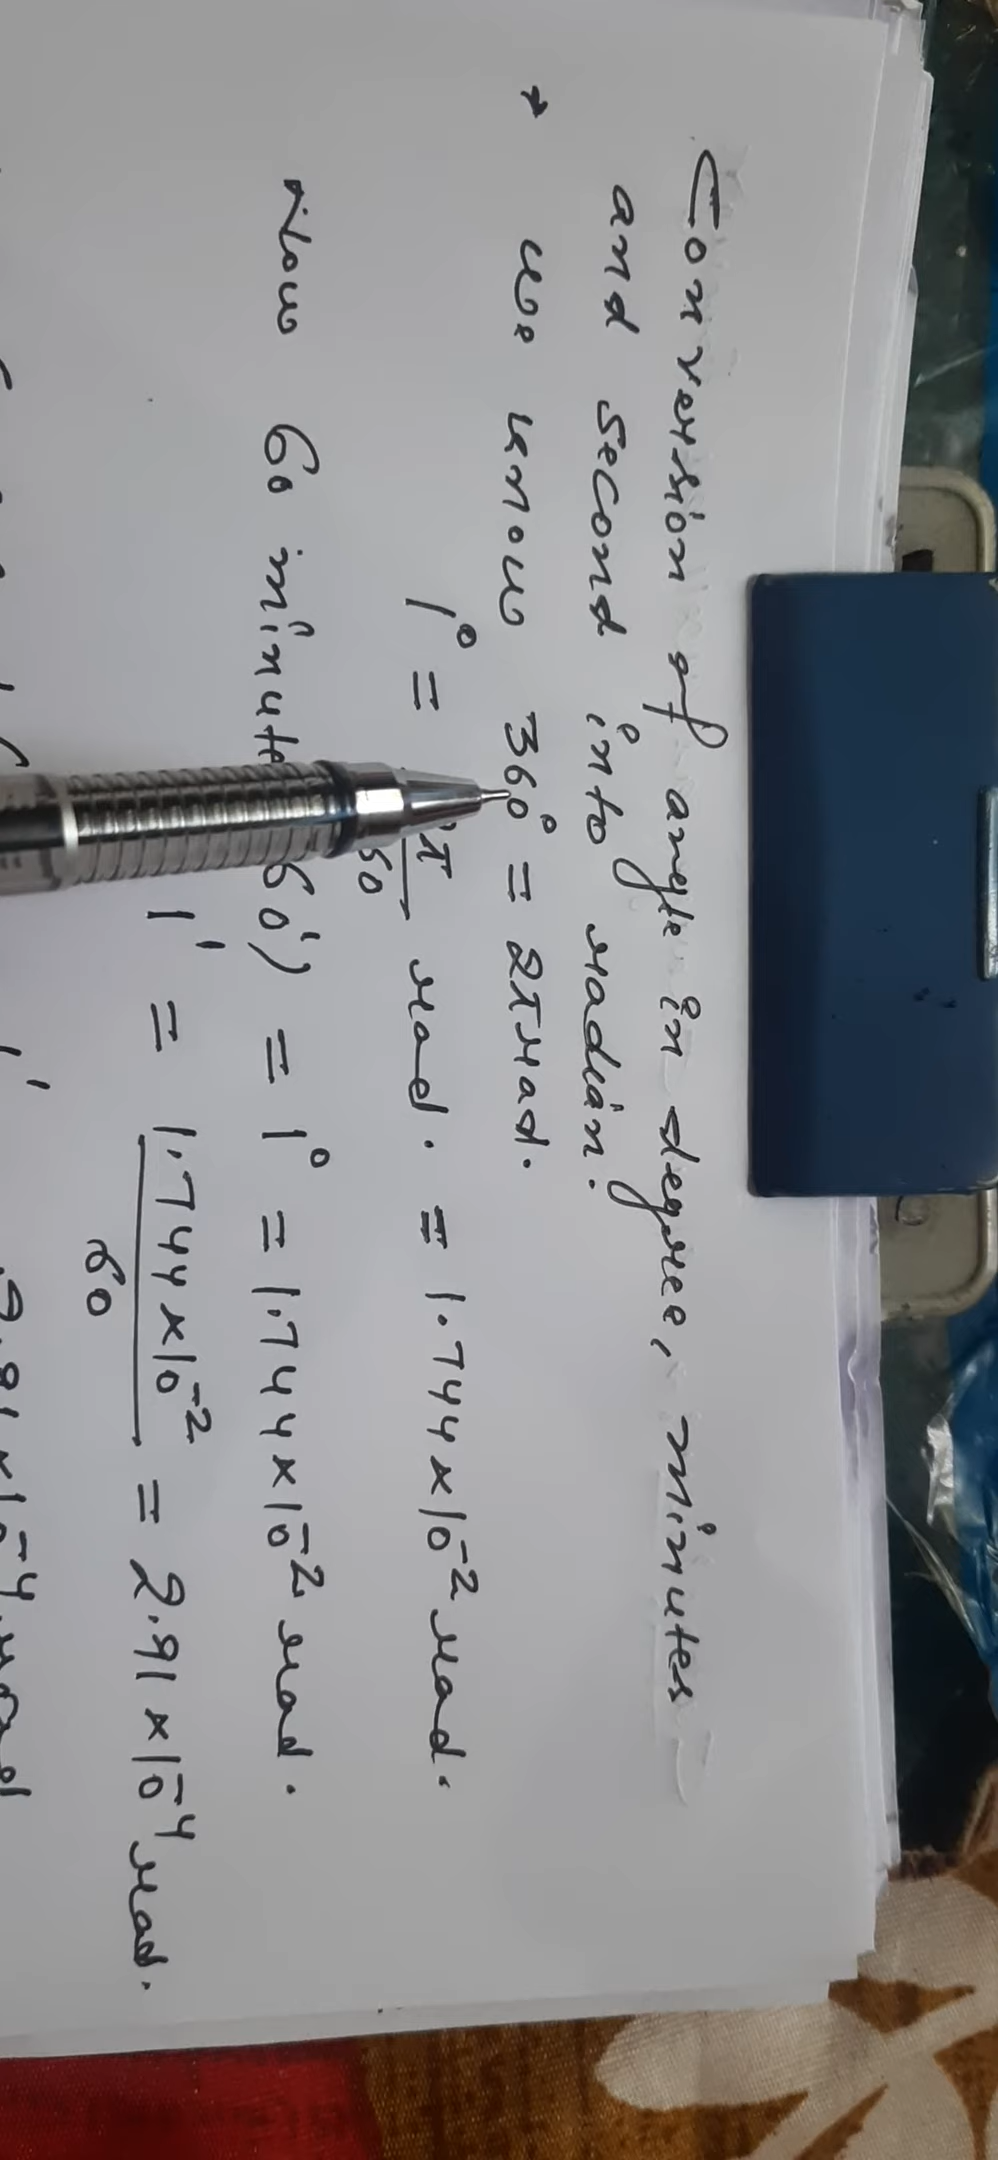 Conversion of angle in degree, minutes
and second into radian.
we know 360° = 2π rad.
1° = π rad. = 1.744 × 10⁻² rad.
Now 60 minute 60') = 1° = 1.744 × 10⁻² rad.
1' = 1.744 × 10⁻² / 60 = 2.91 × 10⁻⁴ rad.
1'